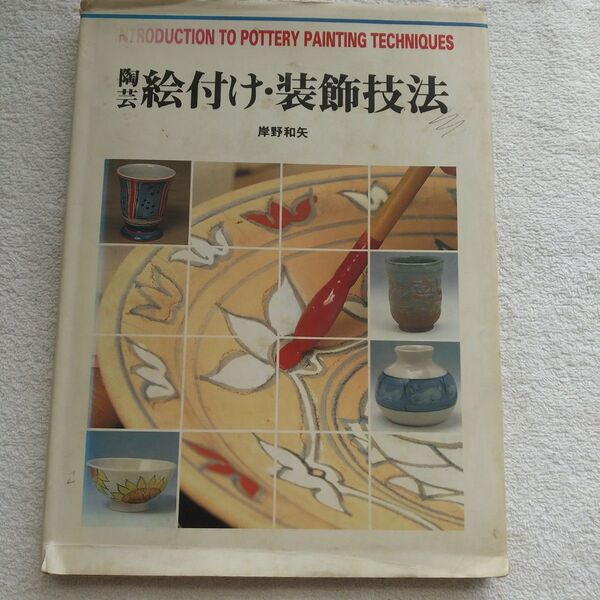 INTRODUCTION TO POTTERY PAINTING TECHNIQUES
陶芸 絵付け・装飾技法
岸野和矢